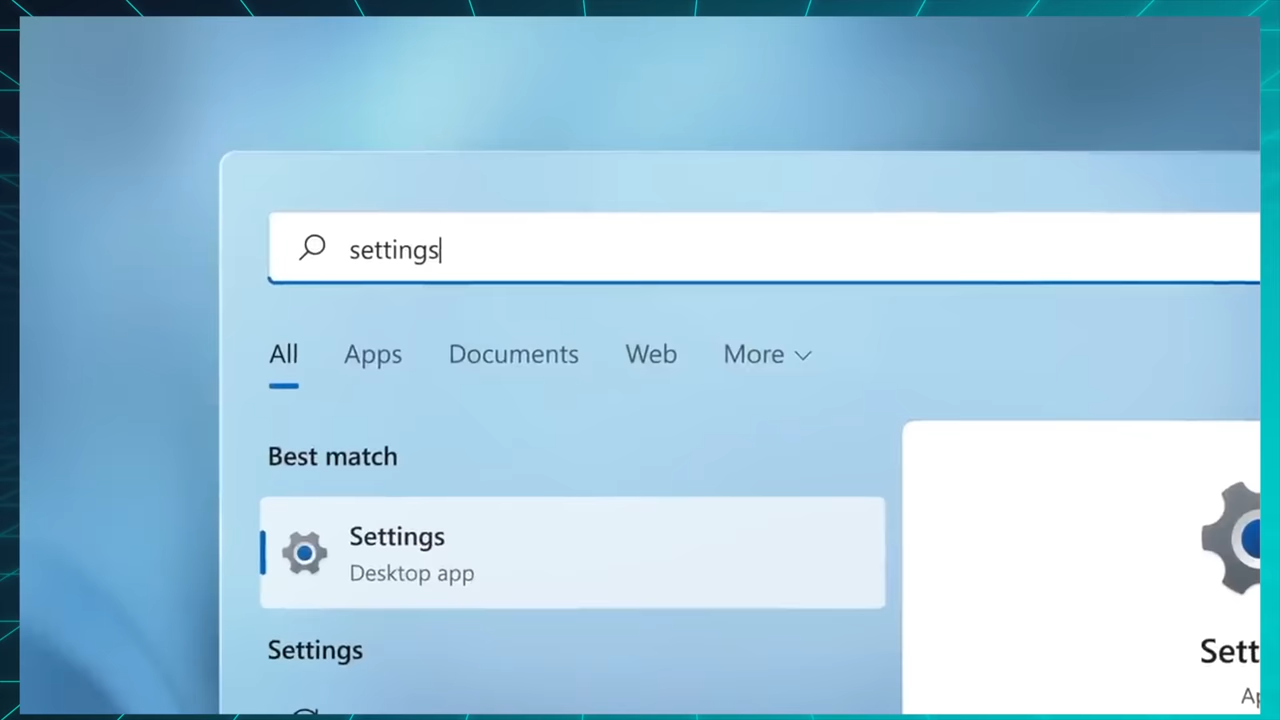 settings
All Apps Documents Web More
Best match
Settings
Desktop app
Settings
Sett